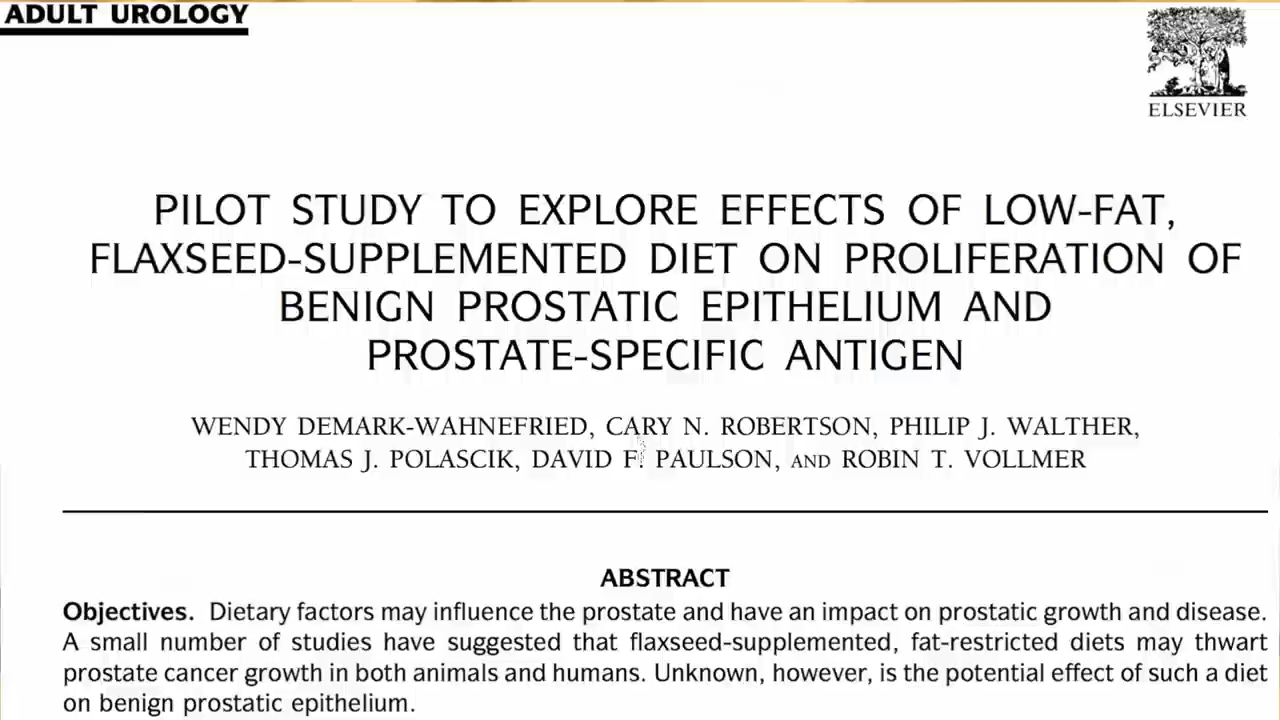 ADULT UROLOGY
ELSEVIER
PILOT STUDY TO EXPLORE EFFECTS OF LOW-FAT,
FLAXSEED-SUPPLEMENTED DIET ON PROLIFERATION OF
BENIGN PROSTATIC EPITHELIUM AND
PROSTATE-SPECIFIC ANTIGEN
WENDY DEMARK-WAHNEFRIED, CARY N. ROBERTSON, PHILIP J. WALTHER,
THOMAS J. POLASCIK, DAVID F. PAULSON, AND ROBIN T. VOLLMER
ABSTRACT
Objectives. Dietary factors may influence the prostate and have an impact on prostatic growth and disease.
A small number of studies have suggested that flaxseed-supplemented, fat-restricted diets may thwart
prostate cancer growth in both animals and humans. Unknown, however, is the potential effect of such a diet
on benign prostatic epithelium.